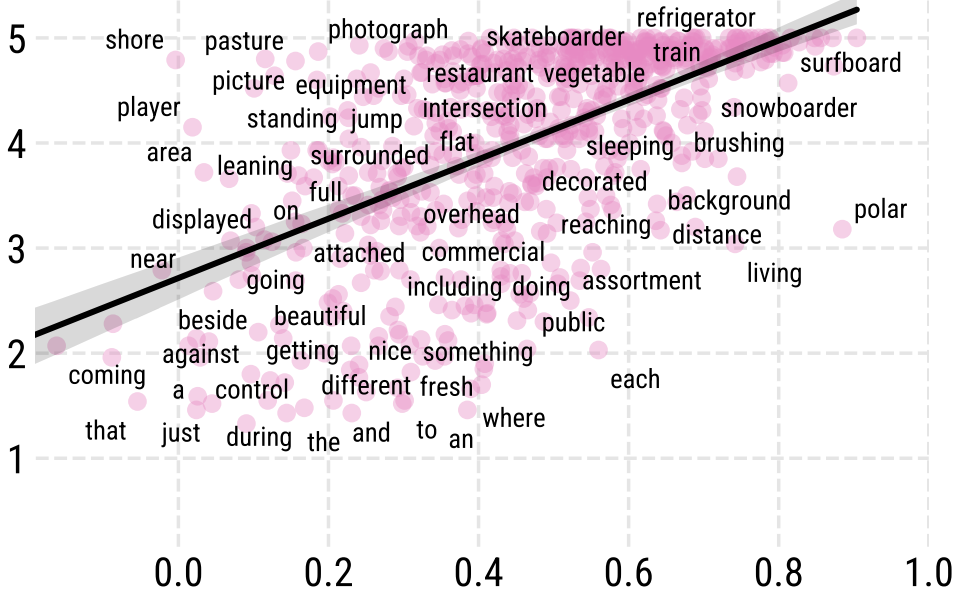 refrigerator
photograph
5 shore pasture skateboarder
train
restaurant vegetable surfboard
picture equipment
player intersection snowboarder
standing jump
4 flat sleeping brushing
area leaning surrounded
full decorated
background
displayed on overhead polar
reaching distance
3 near attached commercial
going including doing assortment living
beside beautiful public
2 against getting nice something
coming each
a control different fresh
that just during the and to an where
1
0.0 0.2 0.4 0.6 0.8 1.0